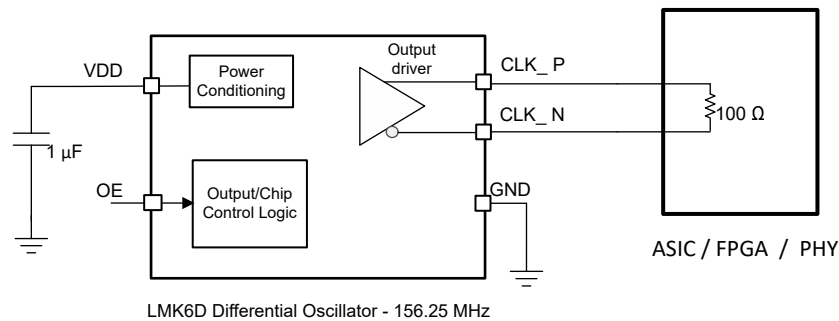 VDD
Power
Conditioning
Output
driver
CLK_ P
CLK_ N
100 Ω
1 µF
OE
Output/Chip
Control Logic
GND
ASIC / FPGA / PHY
LMK6D Differential Oscillator - 156.25 MHz